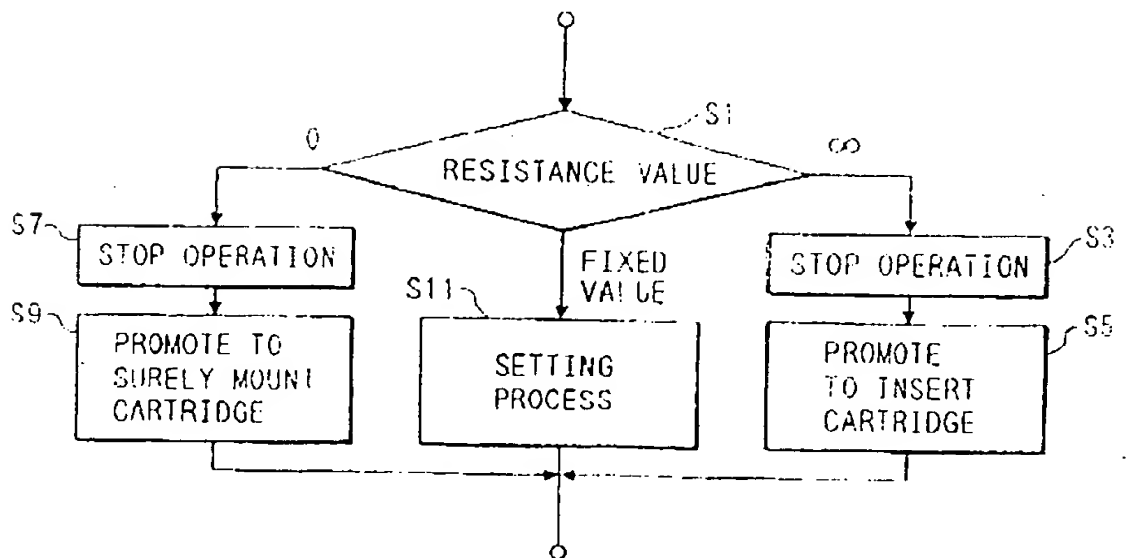 S1
0
∞
RESISTANCE VALUE
S7
STOP OPERATION
FIXED
VALUE
S3
STOP OPERATION
S9
PROMOTE TO
SURELY MOUNT
CARTRIDGE
S11
SETTING
PROCESS
S5
PROMOTE
TO INSERT
CARTRIDGE